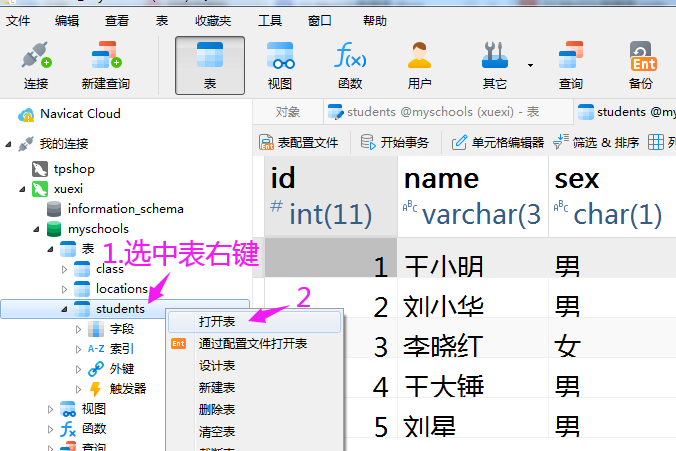 文件 编辑 查看 表 收藏夹 工具 窗口 帮助
连接 新建查询 表 视图 函数 用户 其它 查询 备份
Ent
Navicat Cloud
对象 students @myschools (xuexi) - 表 students @my
我的连接
表配置文件 开始事务 单元格编辑器 筛选 & 排序 列
tpshop
xuexi
information_schema
myschools
表
class
locations
students
字段
A-Z 索引
外键
触发器
视图
函数
查询
1.选中表右键
2
打开表
Ent 通过配置文件打开表
设计表
新建表
删除表
清空表
id name sex
# int(11) ABC varchar(3 ABC char(1)
1 王小明 男
2 刘小华 男
3 李晓红 女
4 王大锤 男
5 刘星 男